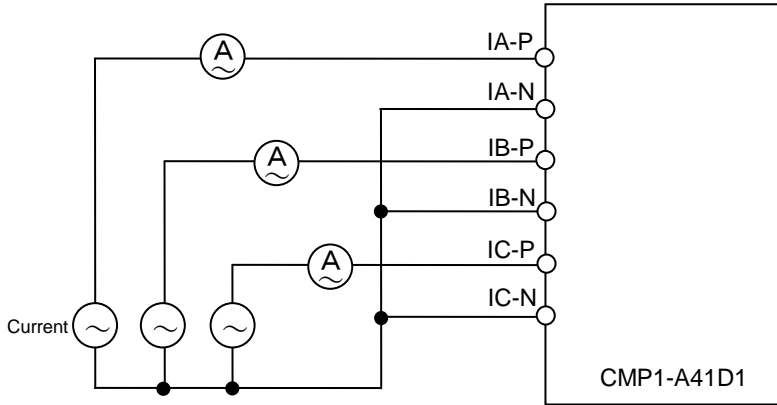 A
IA-P
IA-N
A
IB-P
IB-N
A
IC-P
IC-N
Current
CMP1-A41D1